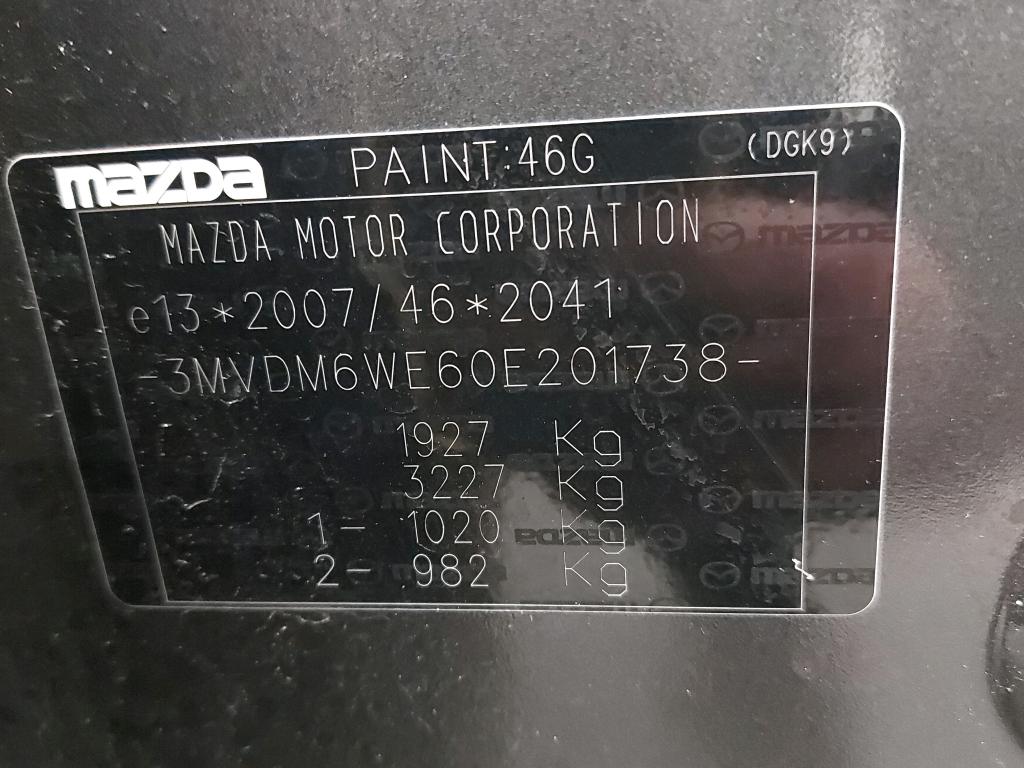 mazda PAINT:46G (DGK9)
MAZDA MOTOR CORPORATION
e13*2007/46*2041
-3MVDM6WE60E201738-
1927 Kg
3227 Kg
1- 1020 Kg
2- 982 Kg